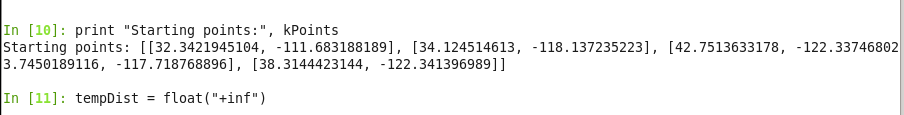 In [10]: print "Starting points:", kPoints
Starting points: [[32.3421945104, -111.683188189], [34.124514613, -118.137235223], [42.7513633178, -122.33746802
3.7450189116, -117.718768896], [38.3144423144, -122.341396989]]
In [11]: tempDist = float("+inf")